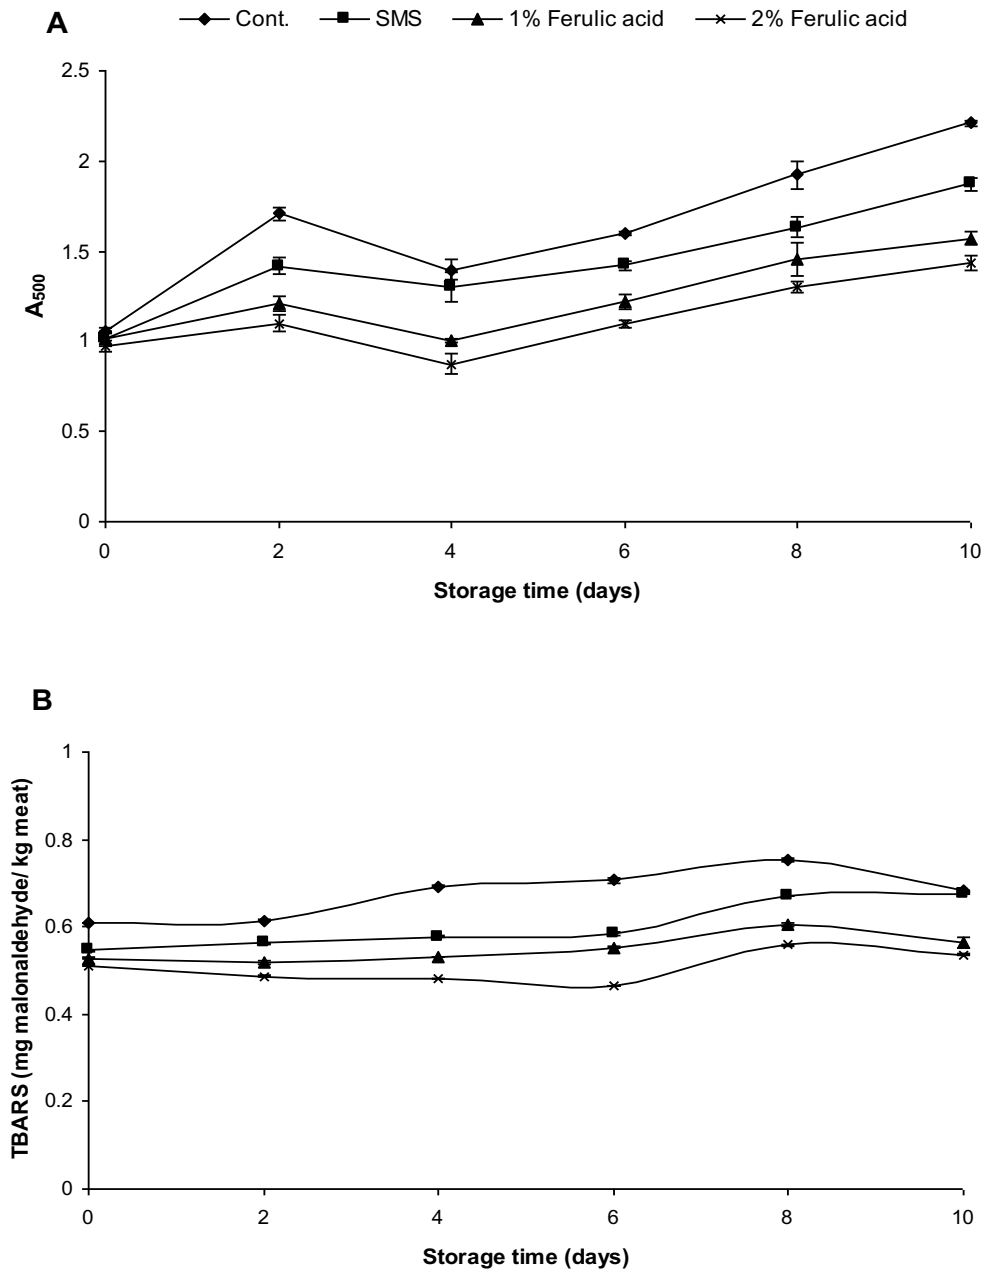 A
Cont. SMS 1% Ferulic acid 2% Ferulic acid
2.5
2
1.5
1
0.5
0
A500
0 2 4 6 8 10
Storage time (days)
B
1
0.8
0.6
0.4
0.2
0
TBARS (mg malonaldehyde/ kg meat)
0 2 4 6 8 10
Storage time (days)